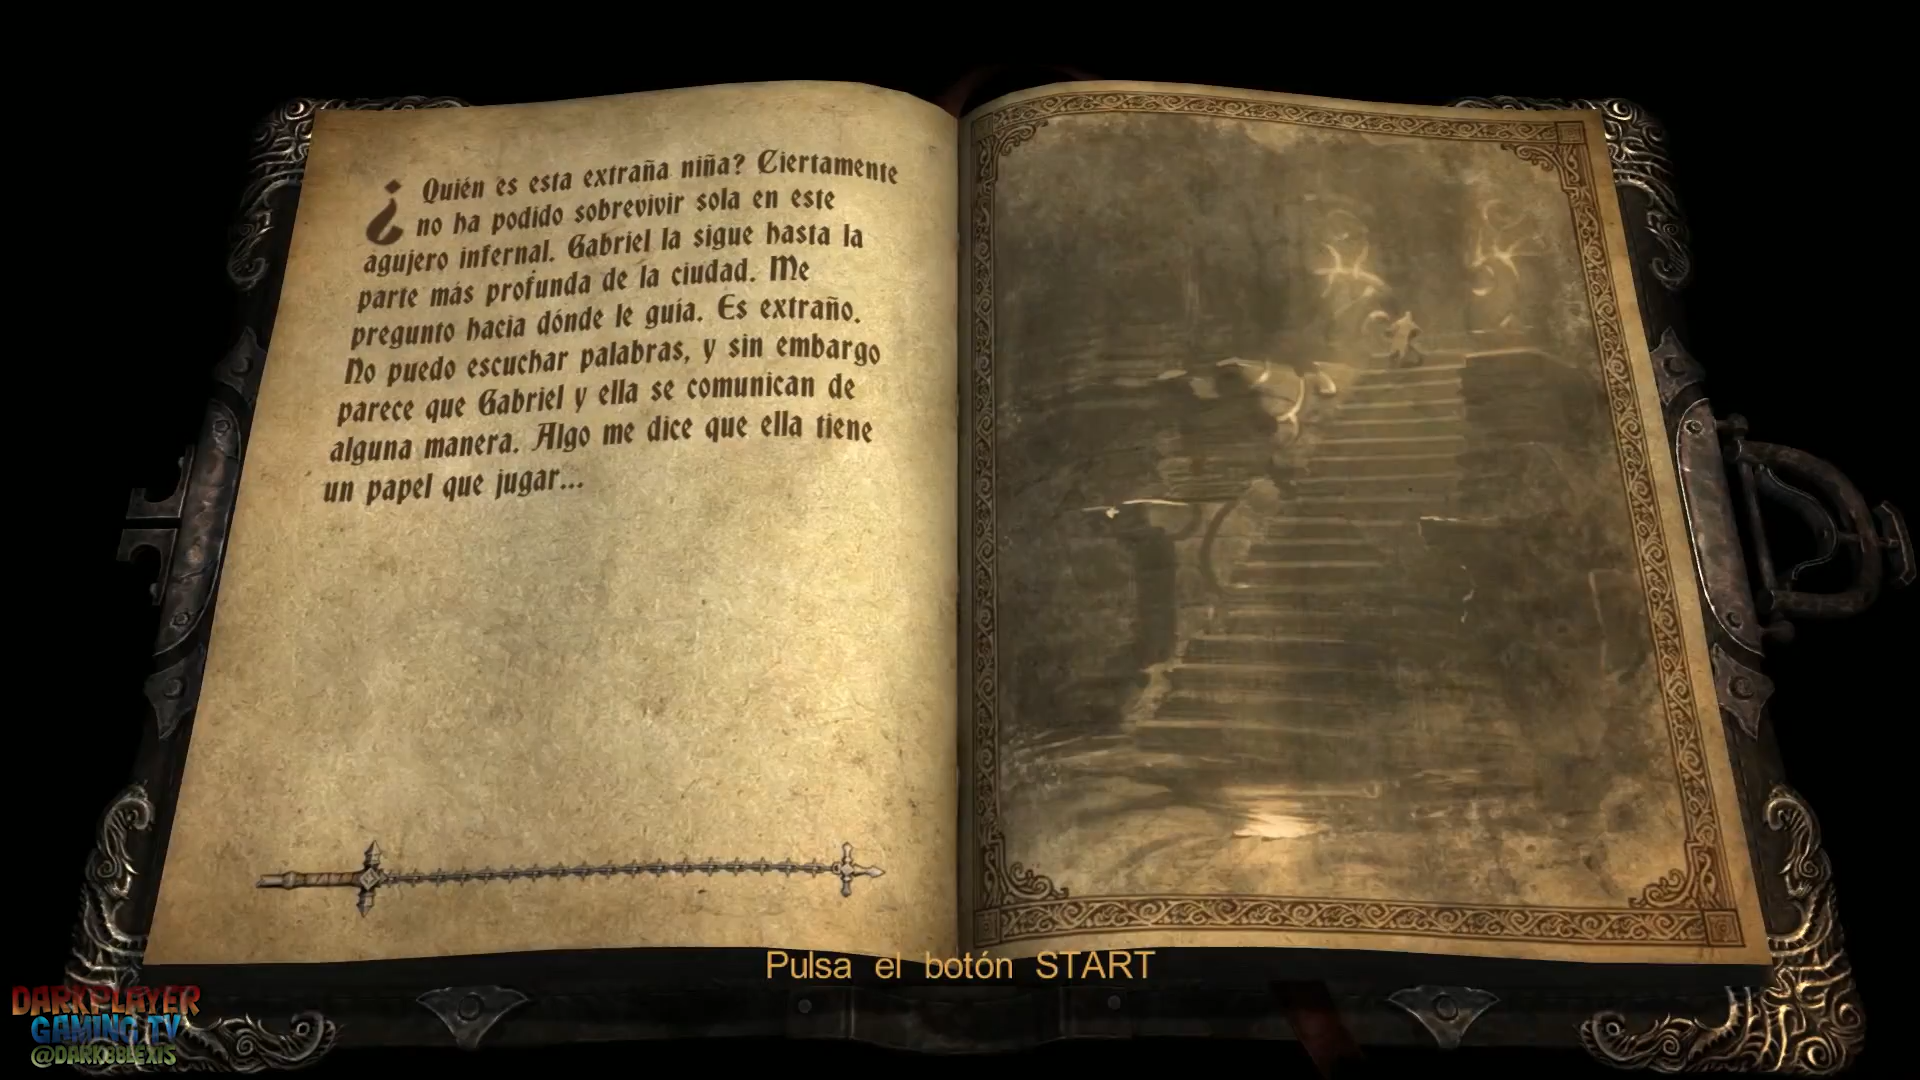 ¿Quién es esta extraña niña? Ciertamente
no ha podido sobrevivir sola en este
agujero infernal. Gabriel la sigue hasta la
parte más profunda de la ciudad. Me
pregunto hacia dónde le guía. Es extraño.
No puedo escuchar palabras, y sin embargo
parece que Gabriel y ella se comunican de
alguna manera. Algo me dice que ella tiene
un papel que jugar...
Pulsa el botón START
DARKPLAYER
GAMING TV
@DARK88LEXIS